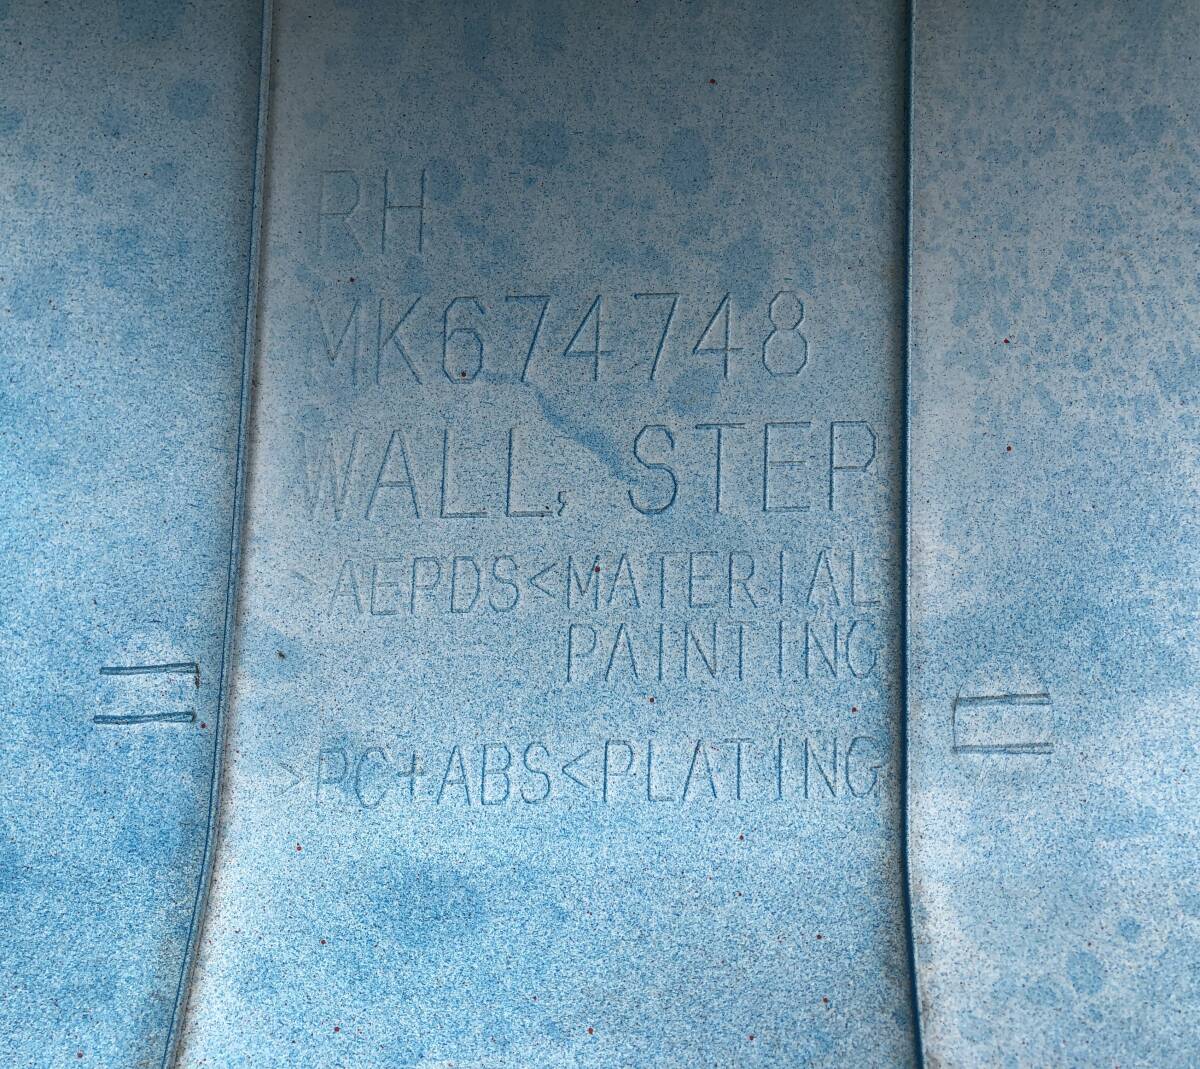 RH
MK674748
WALL, STEP
>AEPDS<MATERIAL
PAINTING
>PC+ABS<PLATING